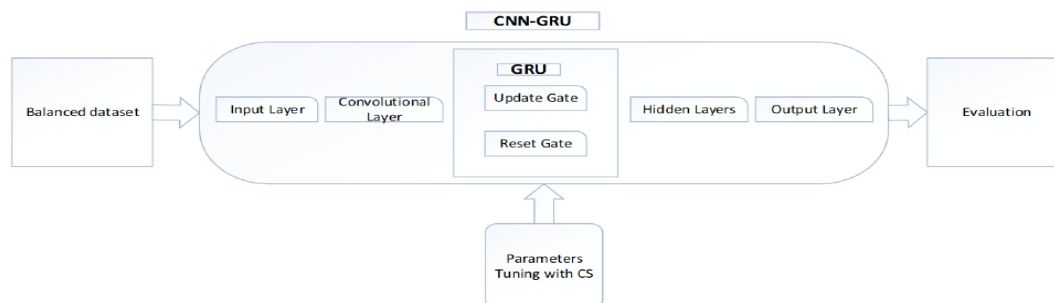 CNN-GRU
Balanced dataset
Input Layer
Convolutional
Layer
GRU
Update Gate
Reset Gate
Hidden Layers
Output Layer
Evaluation
Parameters
Tuning with CS